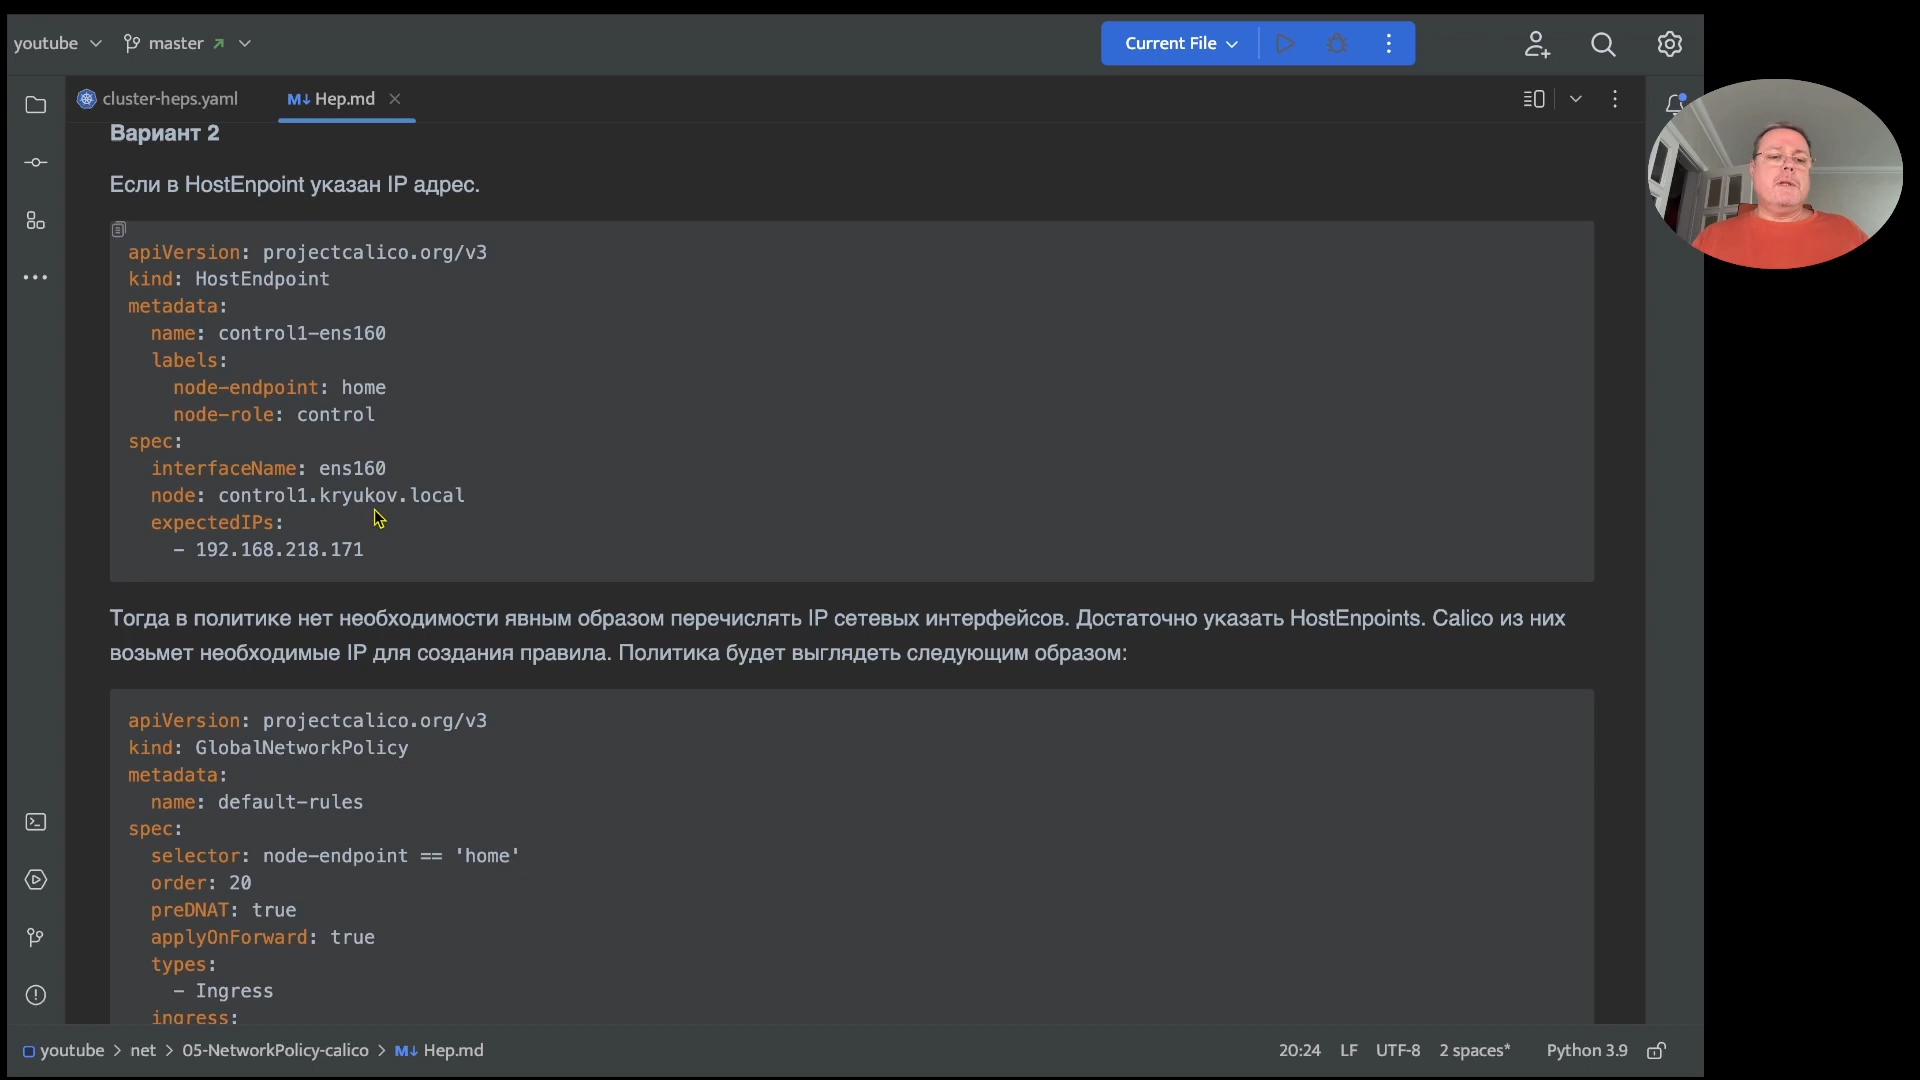 youtube master Current File
cluster-heps.yaml M↓ Hep.md
Вариант 2
Если в HostEnpoint указан IP адрес.
apiVersion: projectcalico.org/v3
kind: HostEndpoint
metadata:
name: control1-ens160
labels:
node-endpoint: home
node-role: control
spec:
interfaceName: ens160
node: control1.kryukov.local
expectedIPs:
- 192.168.218.171
Тогда в политике нет необходимости явным образом перечислять IP сетевых интерфейсов. Достаточно указать HostEnpoints. Calico из них
возьмет необходимые IP для создания правила. Политика будет выглядеть следующим образом:
apiVersion: projectcalico.org/v3
kind: GlobalNetworkPolicy
metadata:
name: default-rules
spec:
selector: node-endpoint == 'home'
order: 20
preDNAT: true
applyOnForward: true
types:
- Ingress
ingress:
youtube > net > 05-NetworkPolicy-calico > M↓ Hep.md 20:24 LF UTF-8 2 spaces* Python 3.9